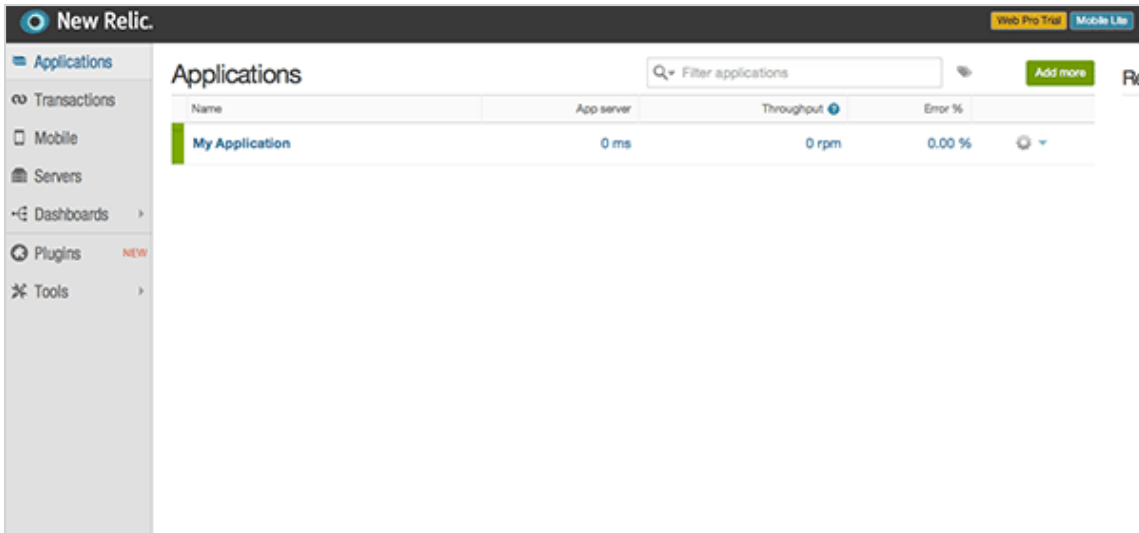 New Relic.
Web Pro Trial Mobile Lite
Applications
Transactions
Mobile
Servers
Dashboards
Plugins NEW
Tools
Applications
Filter applications
Add more
Name App server Throughput ? Error %
My Application 0 ms 0 rpm 0.00 %